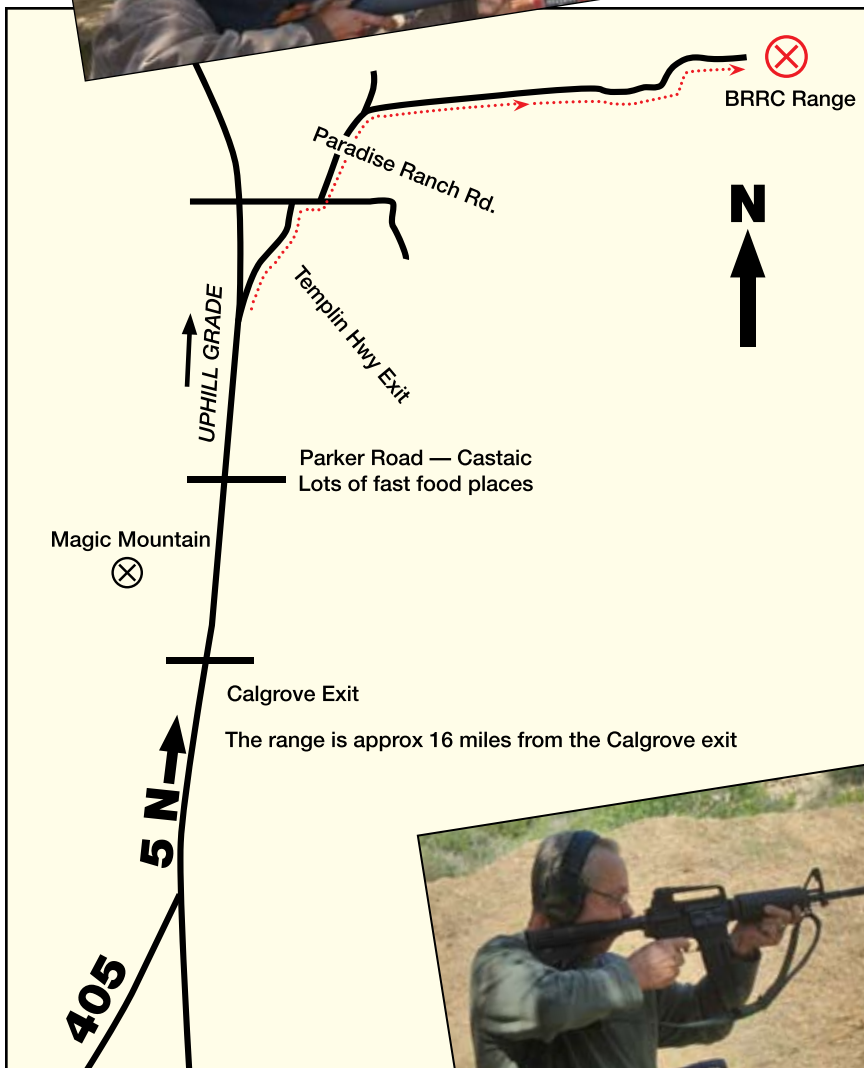 BRRC Range
Paradise Ranch Rd.
N
Templin Hwy Exit
UPHILL GRADE
Parker Road — Castaic
Lots of fast food places
Magic Mountain
Calgrove Exit
The range is approx 16 miles from the Calgrove exit
5 N
405